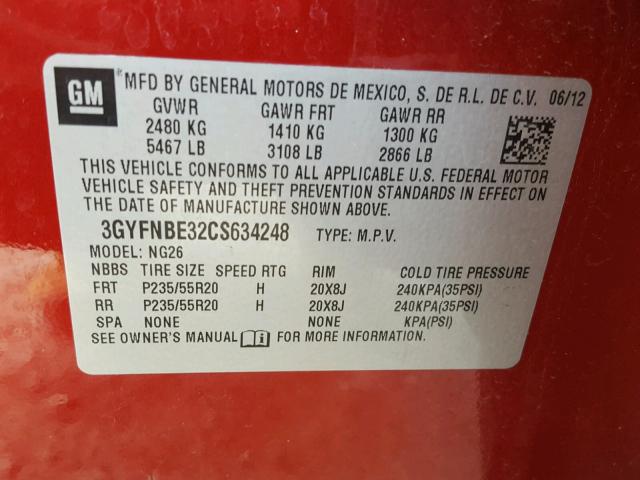 GM
MFD BY GENERAL MOTORS DE MEXICO, S. DE R.L. DE C.V. 06/12
GVWR GAWR FRT GAWR RR
2480 KG 1410 KG 1300 KG
5467 LB 3108 LB 2866 LB
THIS VEHICLE CONFORMS TO ALL APPLICABLE U.S. FEDERAL MOTOR
VEHICLE SAFETY AND THEFT PREVENTION STANDARDS IN EFFECT ON
THE DATE OF MANUFACTURE SHOWN ABOVE.
3GYFNBE32CS634248 TYPE: M.P.V.
MODEL: NG26
NBBS TIRE SIZE SPEED RTG RIM COLD TIRE PRESSURE
FRT P235/55R20 H 20X8J 240KPA(35PSI)
RR P235/55R20 H 20X8J 240KPA(35PSI)
SPA NONE NONE KPA(PSI)
SEE OWNER'S MANUAL FOR MORE INFORMATION.